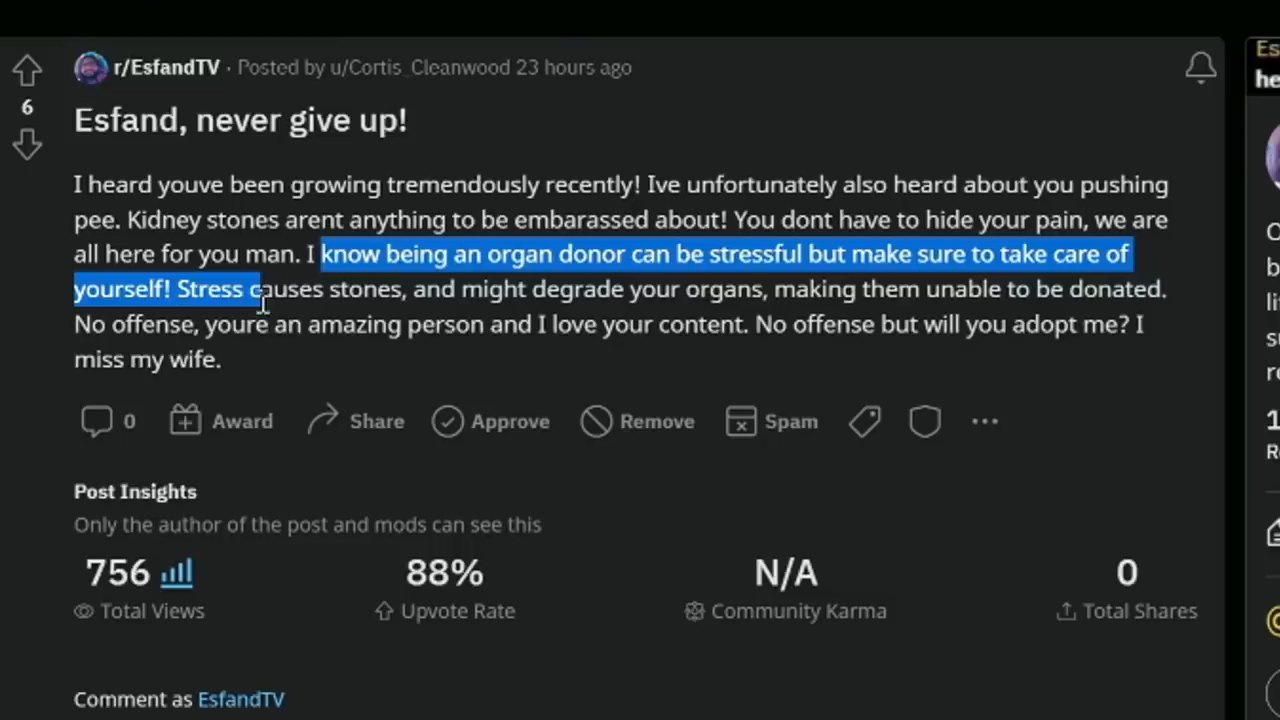 r/EsfandTV · Posted by u/Cortis_Cleanwood 23 hours ago
Es
he
6
Esfand, never give up!
I heard youve been growing tremendously recently! Ive unfortunately also heard about you pushing
pee. Kidney stones arent anything to be embarassed about! You dont have to hide your pain, we are
all here for you man. I know being an organ donor can be stressful but make sure to take care of
yourself! Stress causes stones, and might degrade your organs, making them unable to be donated.
No offense, youre an amazing person and I love your content. No offense but will you adopt me? I
miss my wife.
0 Award Share Approve Remove Spam
Post Insights
Only the author of the post and mods can see this
756 88% N/A 0
Total Views Upvote Rate Community Karma Total Shares
Comment as EsfandTV